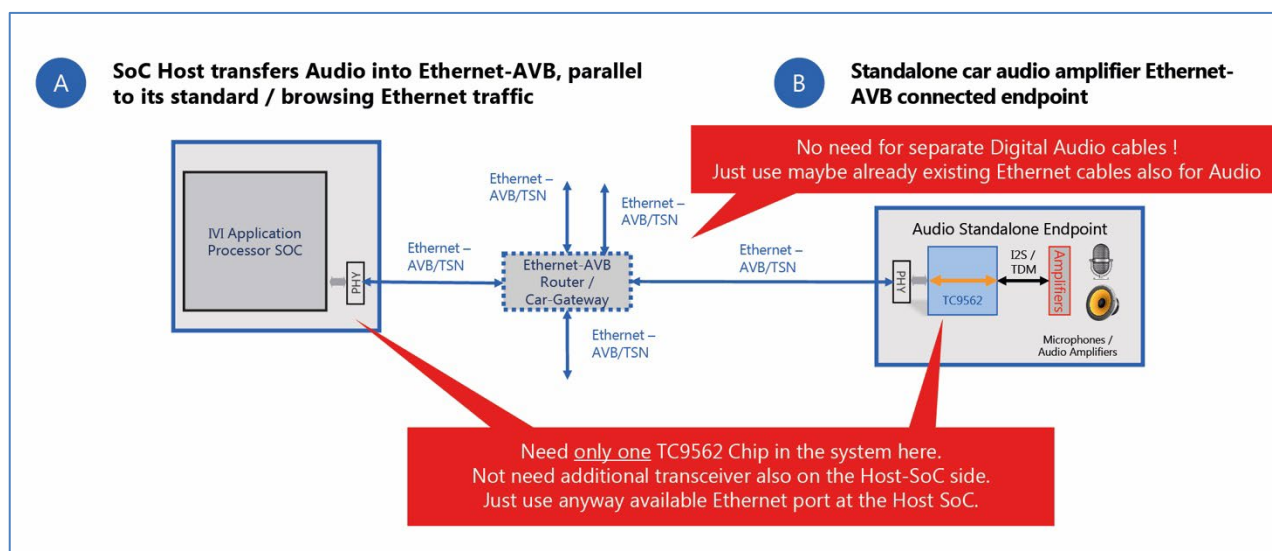 A
SoC Host transfers Audio into Ethernet-AVB, parallel
to its standard / browsing Ethernet traffic
B
Standalone car audio amplifier Ethernet-
AVB connected endpoint
No need for separate Digital Audio cables !
Just use maybe already existing Ethernet cables also for Audio
IVI Application
Processor SOC
PHY
Ethernet –
AVB/TSN
Ethernet –
AVB/TSN
Ethernet –
AVB/TSN
Ethernet-AVB
Router /
Car-Gateway
Ethernet –
AVB/TSN
Ethernet –
AVB/TSN
Audio Standalone Endpoint
PHY
TC9562
I2S /
TDM
Amplifiers
Microphones /
Audio Amplifiers
Need only one TC9562 Chip in the system here.
Not need additional transceiver also on the Host-SoC side.
Just use anyway available Ethernet port at the Host SoC.